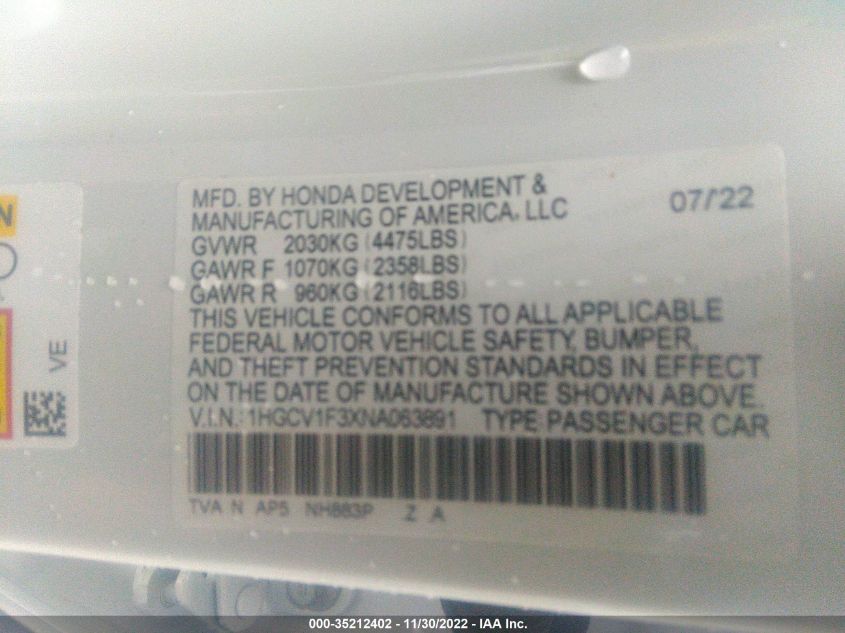 MFD. BY HONDA DEVELOPMENT &
MANUFACTURING OF AMERICA, LLC 07/'22
GVWR 2030KG (4475LBS)
GAWR F 1070KG (2358LBS)
GAWR R 960KG (2116LBS)
THIS VEHICLE CONFORMS TO ALL APPLICABLE
FEDERAL MOTOR VEHICLE SAFETY, BUMPER,
AND THEFT PREVENTION STANDARDS IN EFFECT
ON THE DATE OF MANUFACTURE SHOWN ABOVE.
V.I.N.: 1HGCV1F3XNA063891 TYPE: PASSENGER CAR
TVA N AP5 NH883P Z A
N
VE
000-35212402 - 11/30/2022 - IAA Inc.